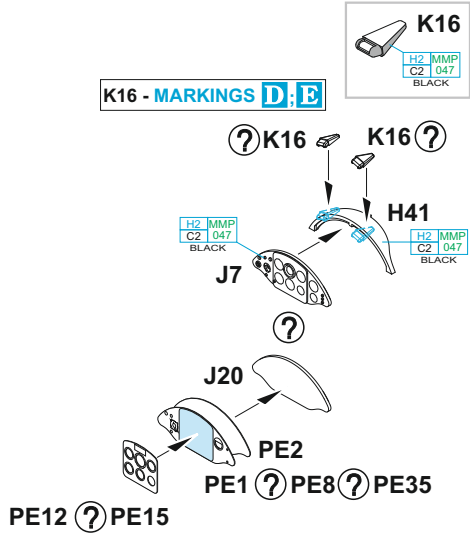 K16
H2 MMP
C2 047
BLACK
K16 - MARKINGS D ; E
? K16
K16 ?
H41
H2 MMP
C2 047
BLACK
H2 MMP
C2 047
BLACK
J7
?
J20
PE2
PE1 ? PE8 ? PE35
PE12 ? PE15